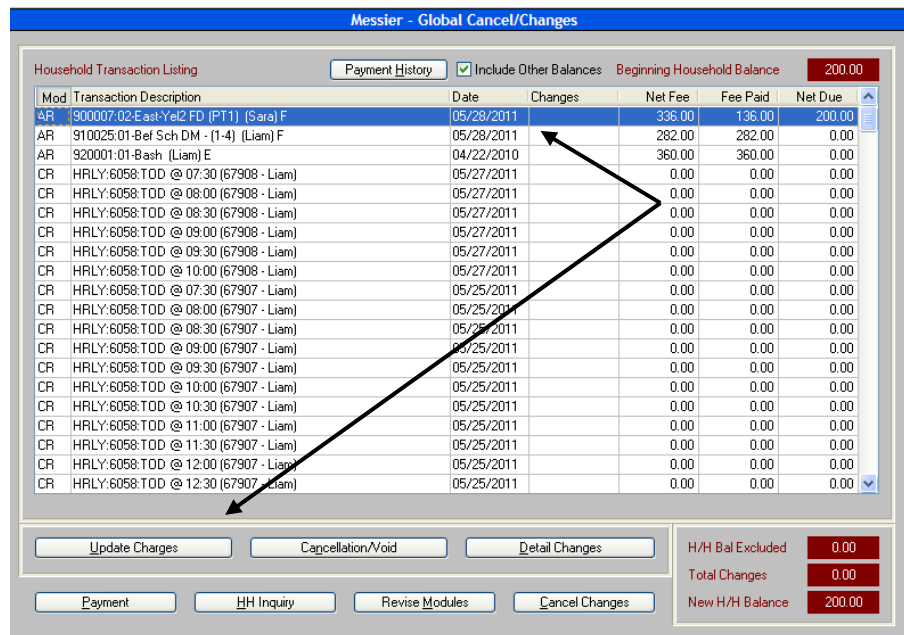 Messier - Global Cancel/Changes
Household Transaction Listing Payment History Include Other Balances Beginning Household Balance 200.00
Mod Transaction Description Date Changes Net Fee Fee Paid Net Due
AR 900007:02-East-Yel2 FD (PT1) (Sara) F 05/28/2011 336.00 136.00 200.00
AR 910025:01-Bef Sch DM - (1-4) (Liam) F 05/28/2011 282.00 282.00 0.00
AR 920001:01-Bash (Liam) E 04/22/2010 360.00 360.00 0.00
CR HRLY:6058:TOD @ 07:30 (67908 - Liam) 05/27/2011 0.00 0.00 0.00
CR HRLY:6058:TOD @ 08:00 (67908 - Liam) 05/27/2011 0.00 0.00 0.00
CR HRLY:6058:TOD @ 08:30 (67908 - Liam) 05/27/2011 0.00 0.00 0.00
CR HRLY:6058:TOD @ 09:00 (67908 - Liam) 05/27/2011 0.00 0.00 0.00
CR HRLY:6058:TOD @ 09:30 (67908 - Liam) 05/27/2011 0.00 0.00 0.00
CR HRLY:6058:TOD @ 10:00 (67908 - Liam) 05/27/2011 0.00 0.00 0.00
CR HRLY:6058:TOD @ 07:30 (67907 - Liam) 05/25/2011 0.00 0.00 0.00
CR HRLY:6058:TOD @ 08:00 (67907 - Liam) 05/25/2011 0.00 0.00 0.00
CR HRLY:6058:TOD @ 08:30 (67907 - Liam) 05/25/2011 0.00 0.00 0.00
CR HRLY:6058:TOD @ 09:00 (67907 - Liam) 05/25/2011 0.00 0.00 0.00
CR HRLY:6058:TOD @ 09:30 (67907 - Liam) 05/25/2011 0.00 0.00 0.00
CR HRLY:6058:TOD @ 10:00 (67907 - Liam) 05/25/2011 0.00 0.00 0.00
CR HRLY:6058:TOD @ 10:30 (67907 - Liam) 05/25/2011 0.00 0.00 0.00
CR HRLY:6058:TOD @ 11:00 (67907 - Liam) 05/25/2011 0.00 0.00 0.00
CR HRLY:6058:TOD @ 11:30 (67907 - Liam) 05/25/2011 0.00 0.00 0.00
CR HRLY:6058:TOD @ 12:00 (67907 - Liam) 05/25/2011 0.00 0.00 0.00
CR HRLY:6058:TOD @ 12:30 (67907 - Liam) 05/25/2011 0.00 0.00 0.00
Update Charges Cancellation/Void Detail Changes H/H Bal Excluded 0.00
Total Changes 0.00
Payment HH Inquiry Revise Modules Cancel Changes New H/H Balance 200.00